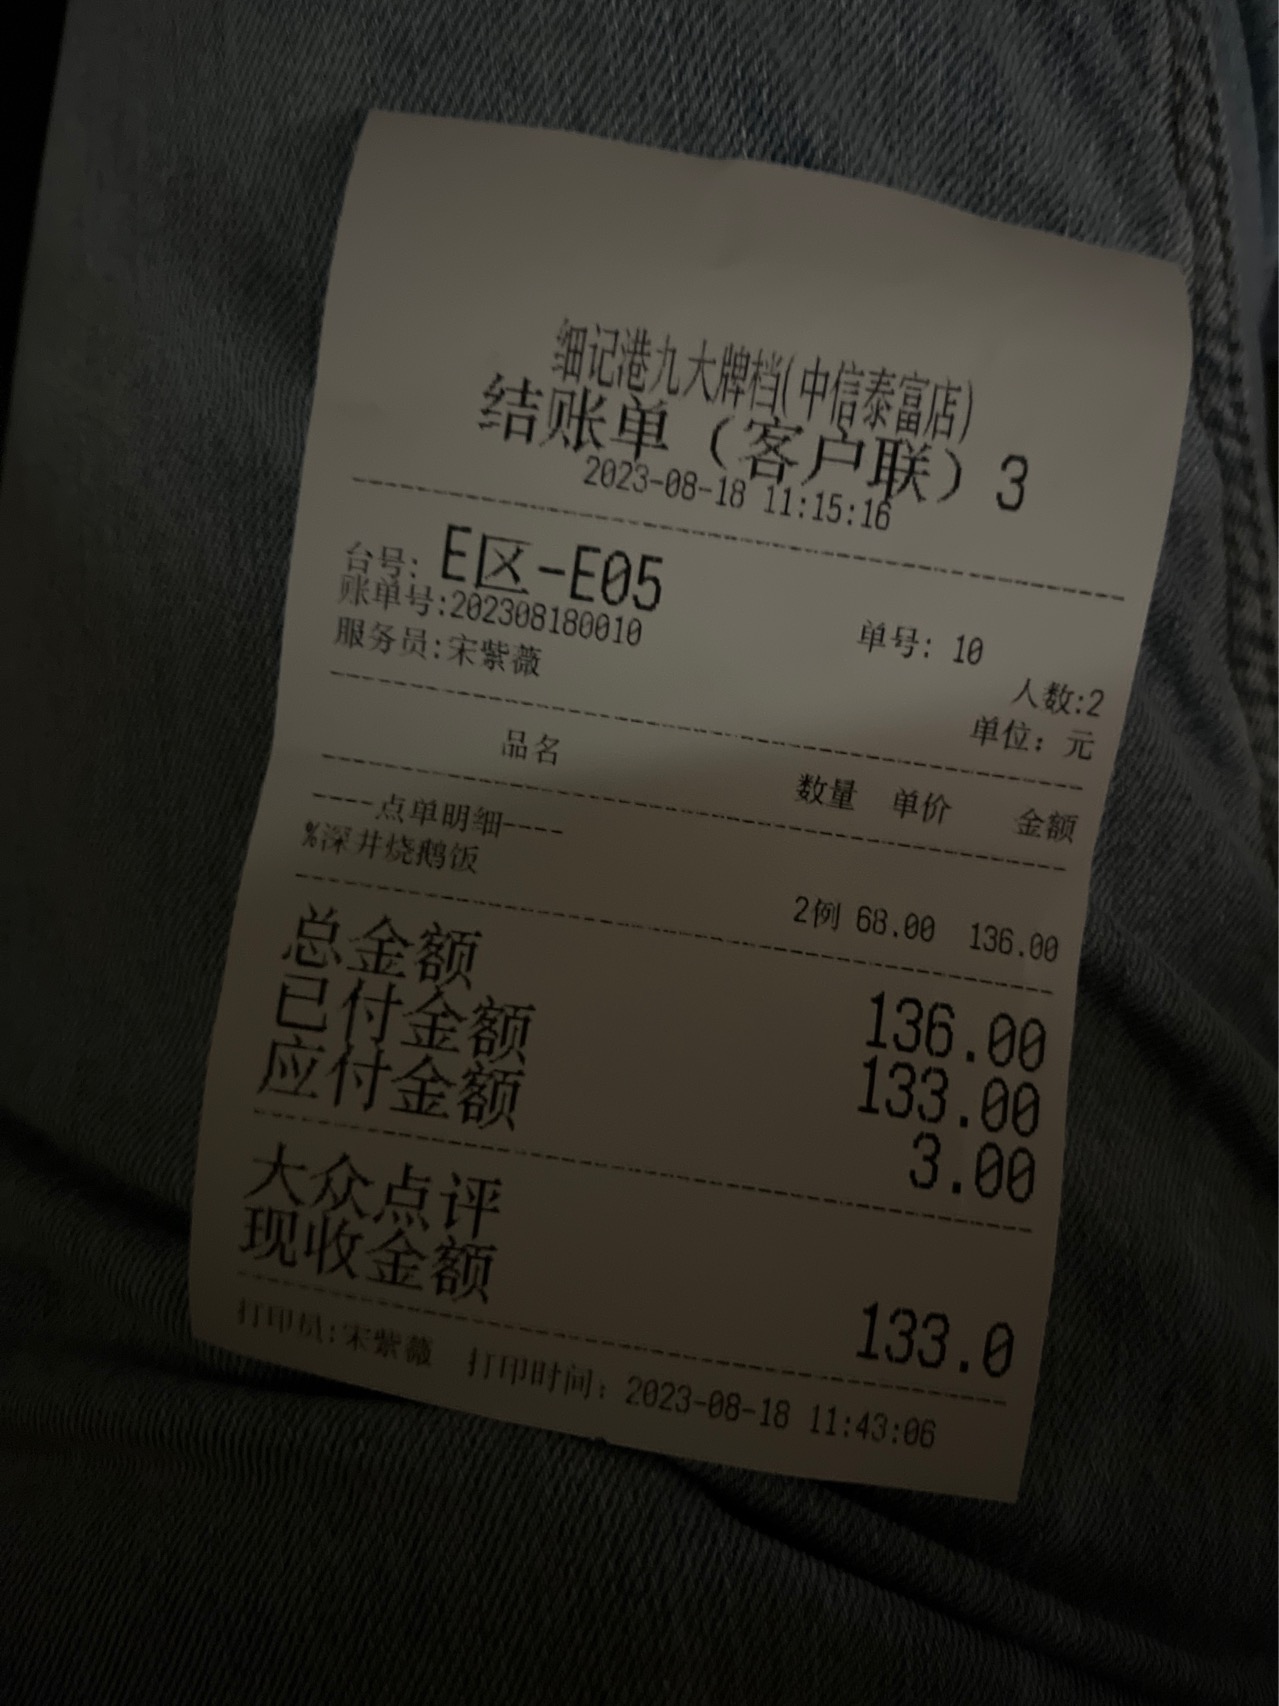 细记港九大牌档(中信泰富店)
结账单（客户联）3
2023-08-18 11:15:16
台号: E区-E05
账单号:202308180010 单号: 10
服务员:宋紫薇 人数:2
单位: 元
品名 数量 单价 金额
----点单明细----
%深井烧鹅饭 2例 68.00 136.00
总金额 136.00
已付金额 133.00
应付金额 3.00
大众点评
现收金额 133.0
打印员:宋紫薇 打印时间: 2023-08-18 11:43:06